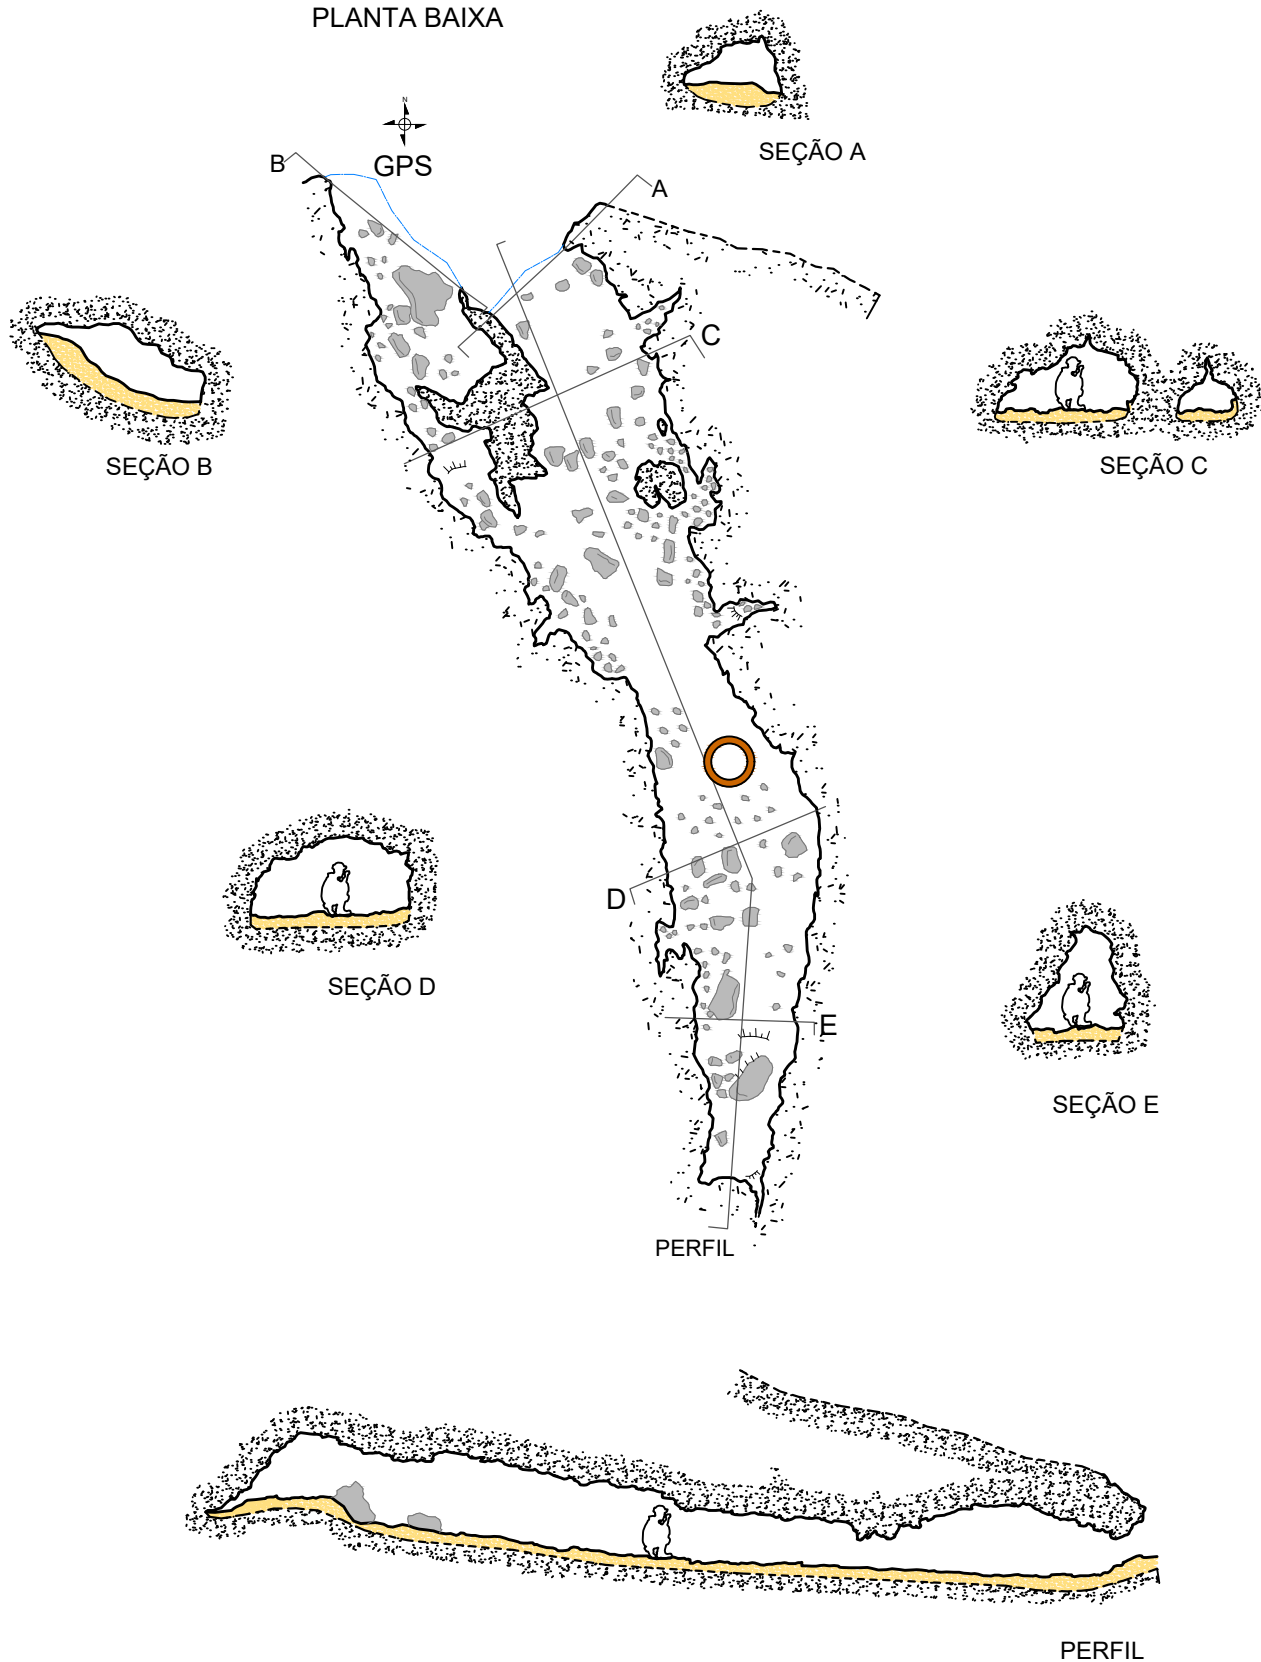 PLANTA BAIXA
N
GPS
B
A
SEÇÃO A
C
SEÇÃO B
SEÇÃO C
D
SEÇÃO D
E
SEÇÃO E
PERFIL
PERFIL